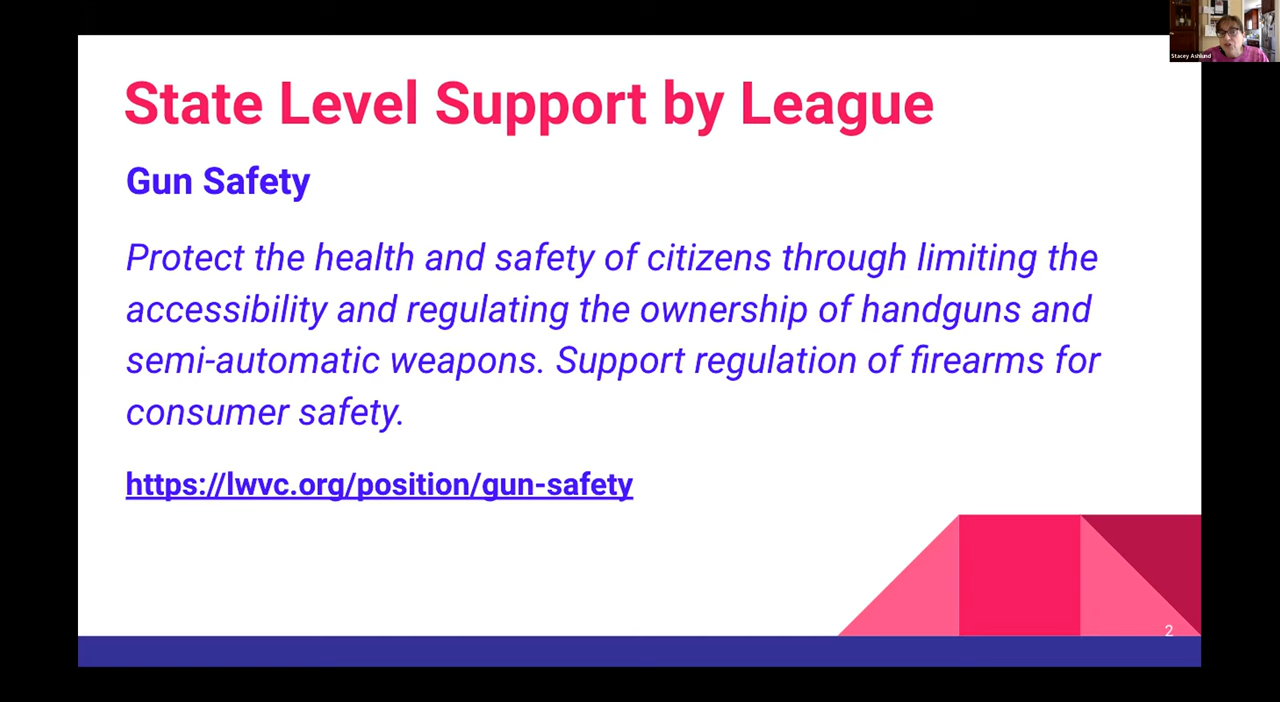 Stacey Ashlund
State Level Support by League
Gun Safety
Protect the health and safety of citizens through limiting the
accessibility and regulating the ownership of handguns and
semi-automatic weapons. Support regulation of firearms for
consumer safety.
https://lwvc.org/position/gun-safety
2